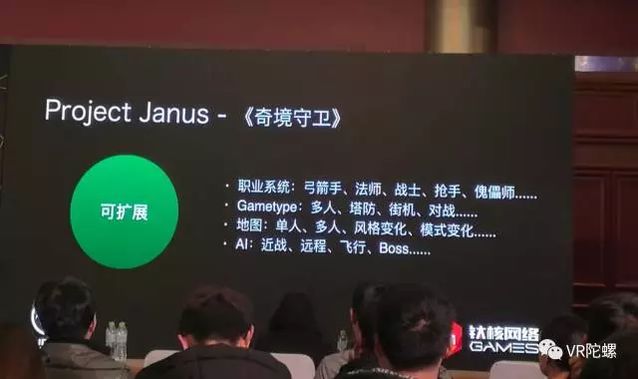 Project Janus - 《奇境守卫》
可扩展
• 职业系统：弓箭手、法师、战士、抢手、傀儡师......
• Gametype：多人、塔防、街机、对战......
• 地图：单人、多人、风格变化、模式变化......
• AI：近战、远程、飞行、Boss......
钛核网络
GAMES
VR陀螺